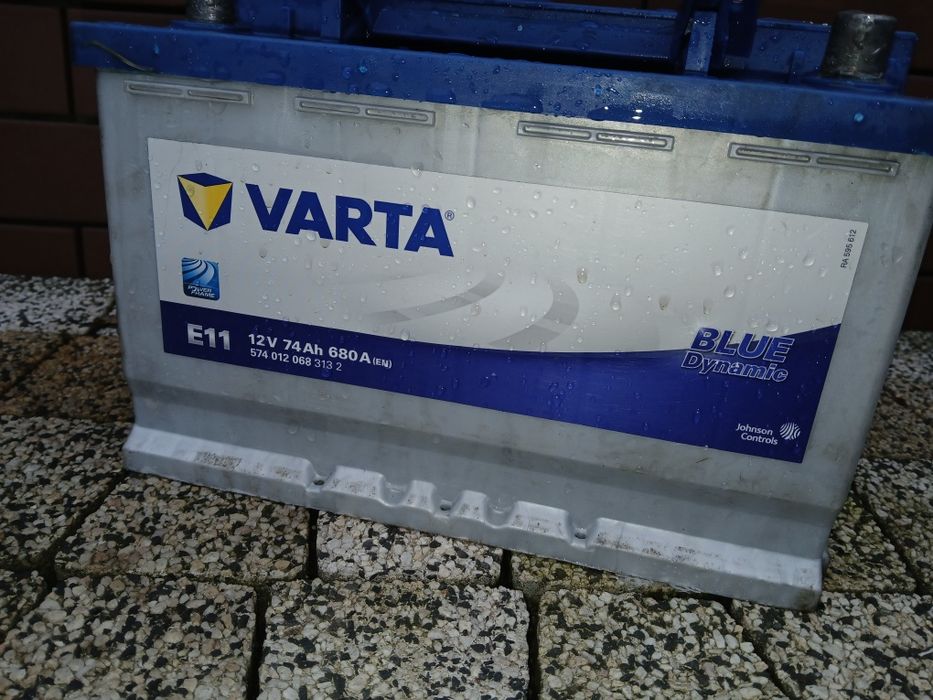 VARTA®
RA 595 612
POWER
FRAME
E11 12V 74Ah 680A (EN)
574 012 068 313 2
BLUE
Dynamic
Johnson
Controls